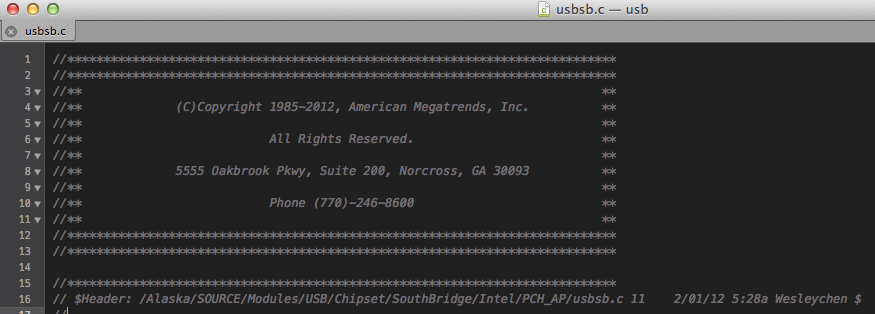 usbsb.c — usb
usbsb.c
1 //***************************************************************************
2 //***************************************************************************
3 //** **
4 //** (C)Copyright 1985-2012, American Megatrends, Inc. **
5 //** **
6 //** All Rights Reserved. **
7 //** **
8 //** 5555 Oakbrook Pkwy, Suite 200, Norcross, GA 30093 **
9 //** **
10 //** Phone (770)-246-8600 **
11 //** **
12 //***************************************************************************
13 //***************************************************************************
14
15 //***************************************************************************
16 // $Header: /Alaska/SOURCE/Modules/USB/Chipset/SouthBridge/Intel/PCH_AP/usbsb.c 11 2/01/12 5:28a Wesleychen $
17 //